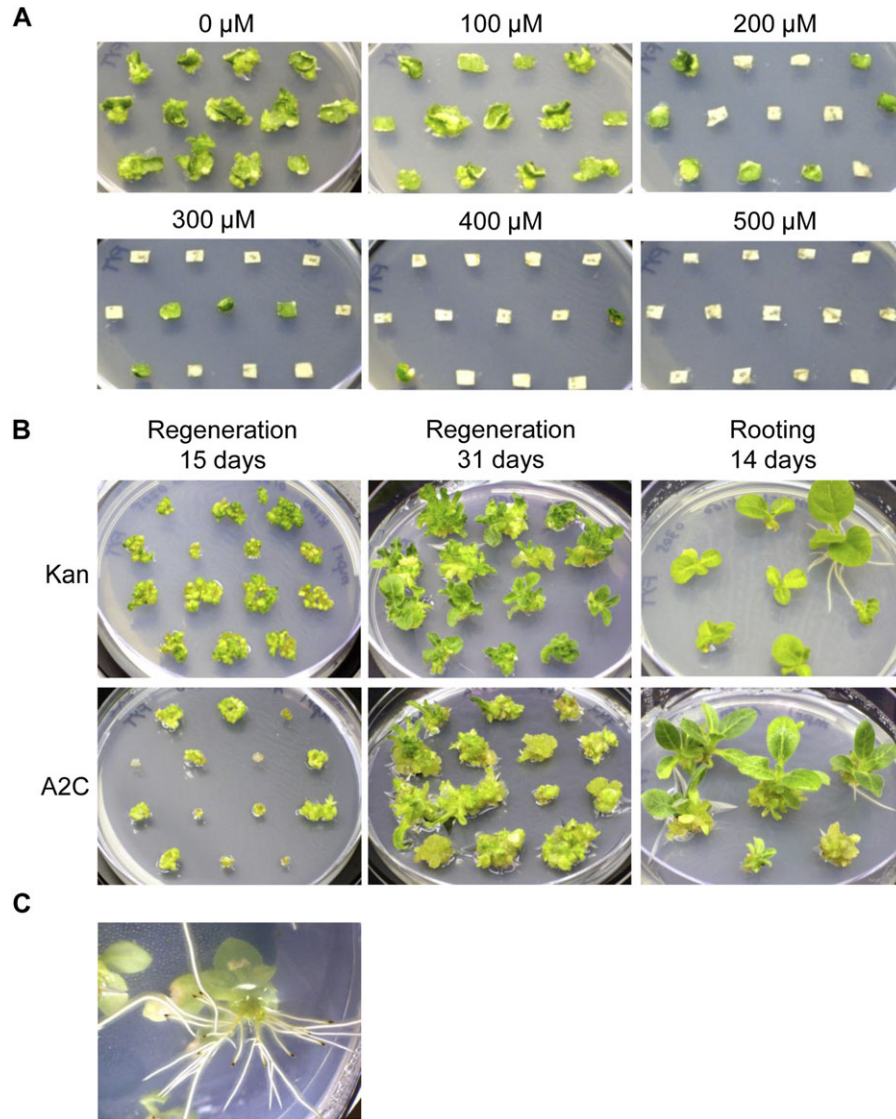 A
0 µM 100 µM 200 µM
300 µM 400 µM 500 µM
B
Regeneration 15 days
Regeneration 31 days
Rooting 14 days
Kan
A2C
C